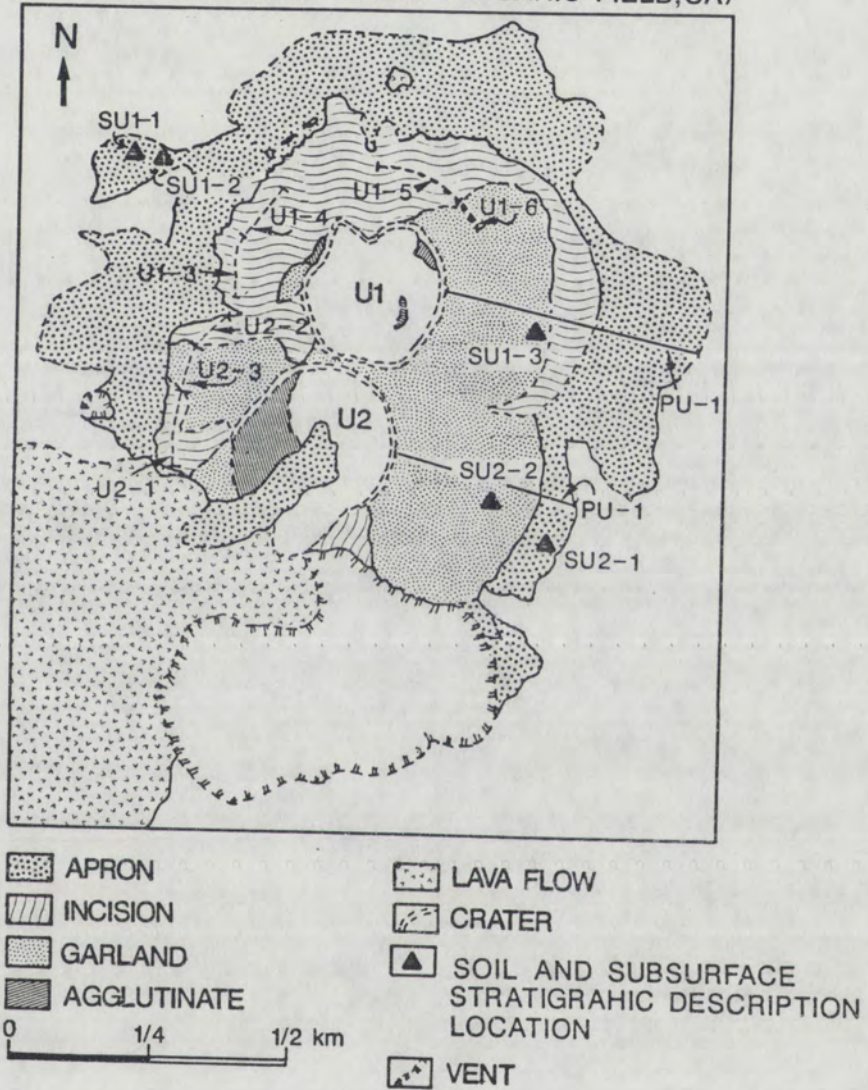 FIELD, CA)
N
SU1-1
SU1-2
U1-5
U1-6
U1-4
U1-3
U1
U2-2
SU1-3
U2-3
PU-1
U2
SU2-2
U2-1
PU-1
SU2-1
APRON
INCISION
GARLAND
AGGLUTINATE
0 1/4 1/2 km
LAVA FLOW
CRATER
SOIL AND SUBSURFACE
STRATIGRAHIC DESCRIPTION
LOCATION
VENT